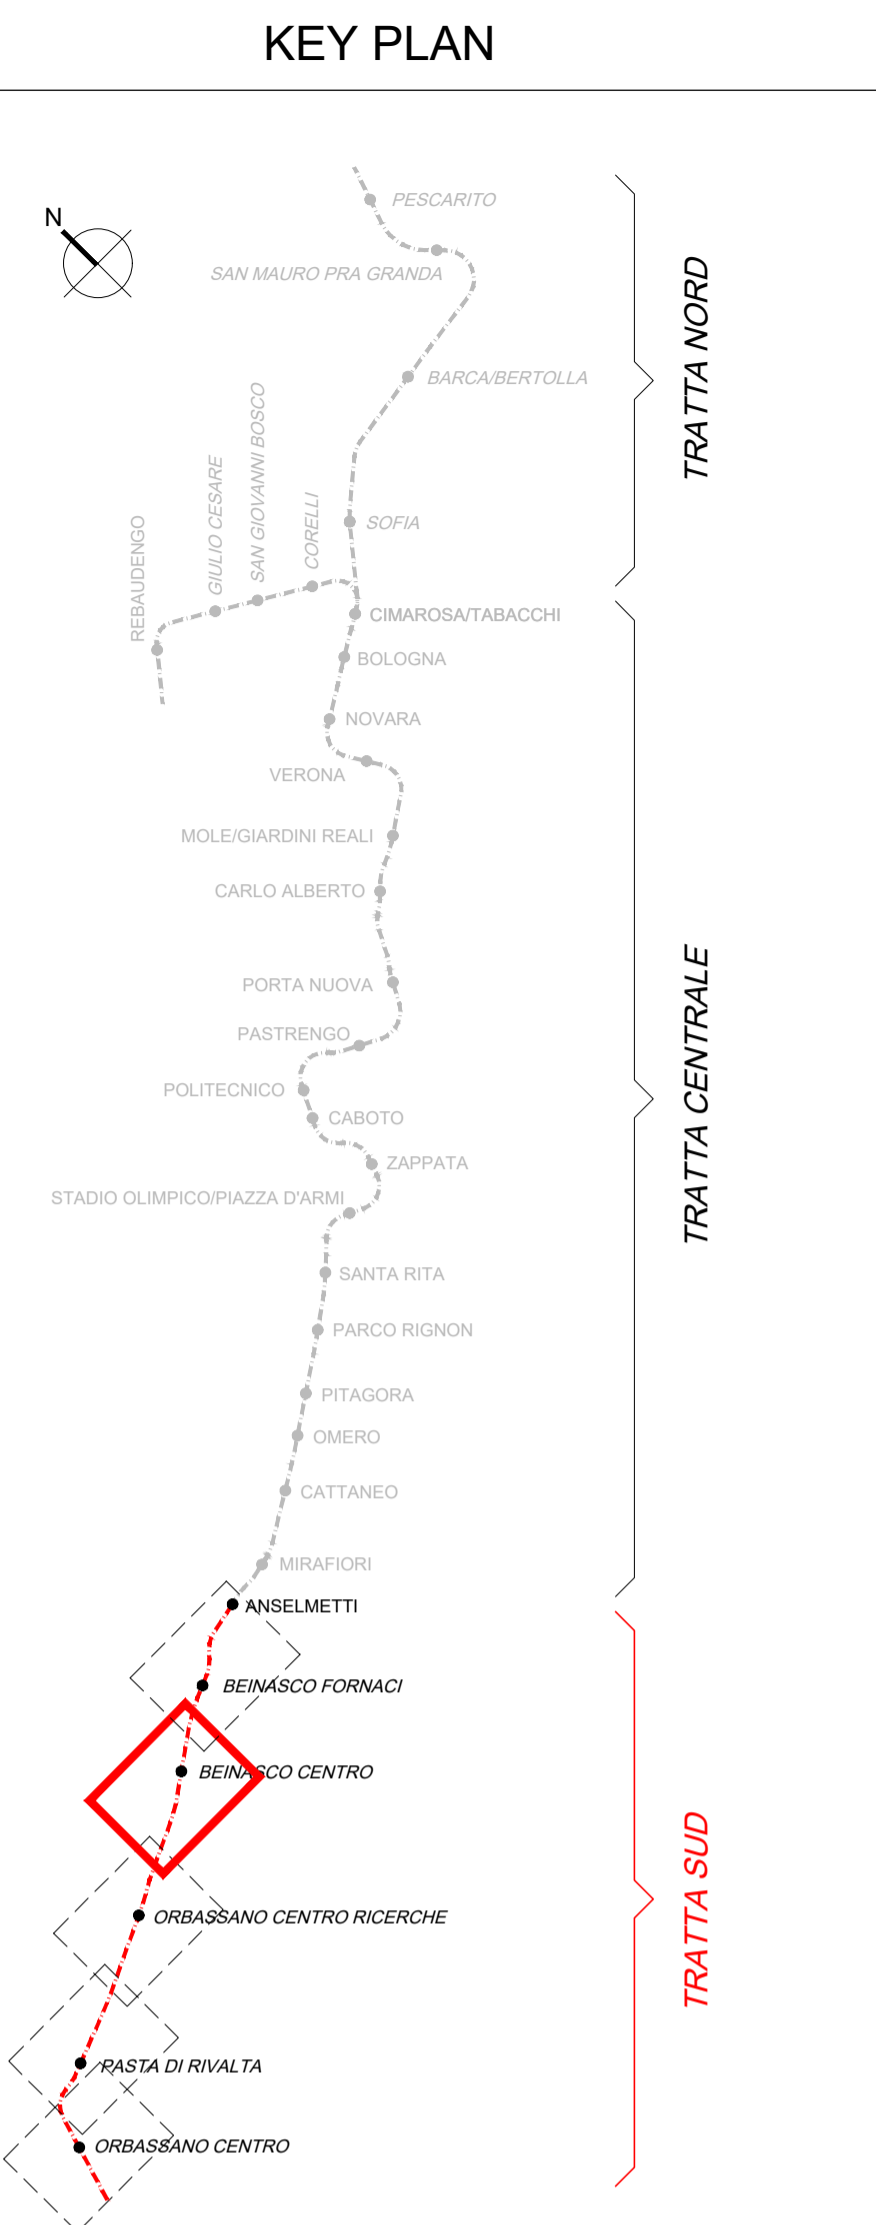 KEY PLAN
N
PESCARITO
SAN MAURO PRA GRANDA
BARCA/BERTOLLA
TRATTA NORD
SOFIA
REBAUDENGO
GIULIO CESARE
SAN GIOVANNI BOSCO
CORELLI
CIMAROSA/TABACCHI
BOLOGNA
NOVARA
VERONA
MOLE/GIARDINI REALI
CARLO ALBERTO
PORTA NUOVA
PASTRENGO
POLITECNICO
CABOTO
ZAPPATA
STADIO OLIMPICO/PIAZZA D'ARMI
SANTA RITA
PARCO RIGNON
PITAGORA
OMERO
CATTANEO
MIRAFIORI
TRATTA CENTRALE
ANSELMETTI
BEINASCO FORNACI
BEINASCO CENTRO
ORBASSANO CENTRO RICERCHE
PASTA DI RIVALTA
ORBASSANO CENTRO
TRATTA SUD